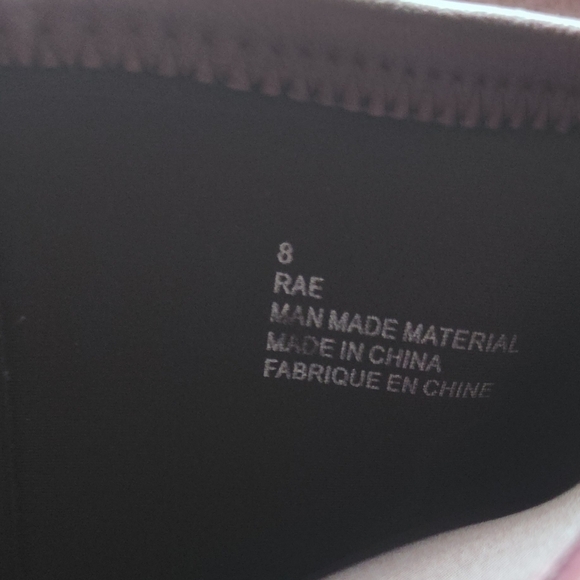 8
RAE
MAN MADE MATERIAL
MADE IN CHINA
FABRIQUE EN CHINE